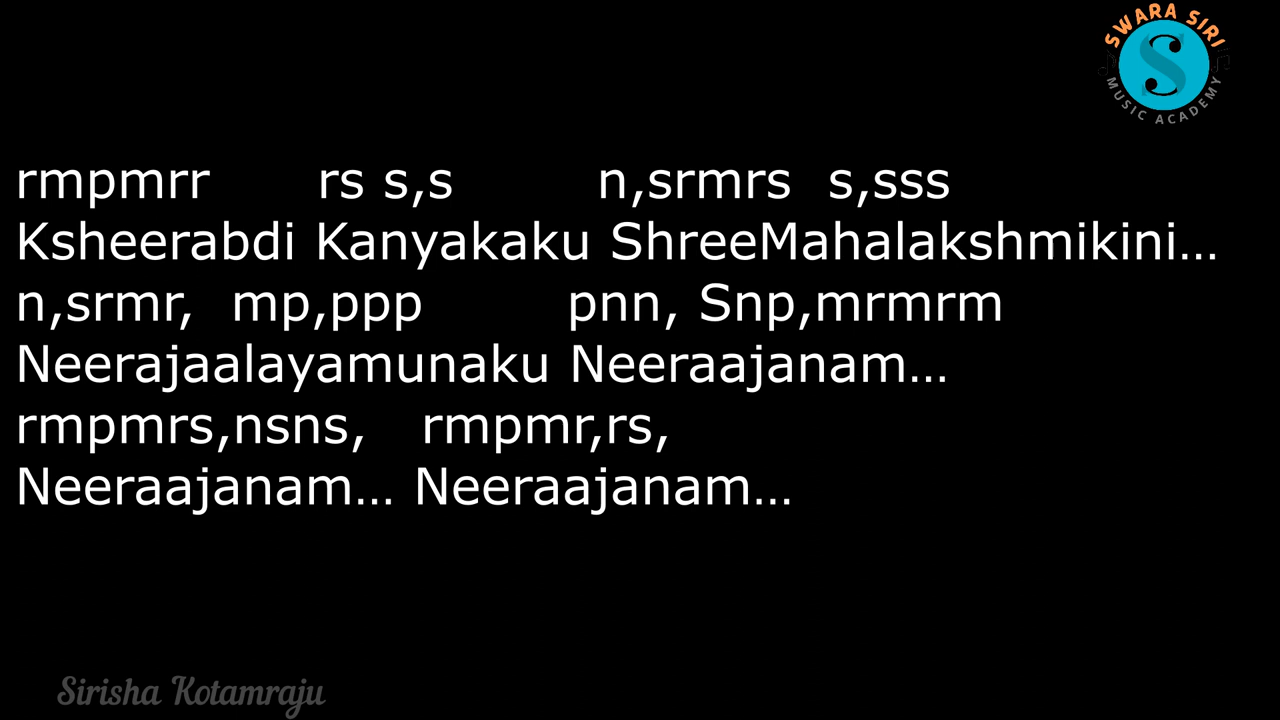 SWARA SIRI
S
MUSIC ACADEMY
rmpmrr rs s,s n,srmrs s,sss
Ksheerabdi Kanyakaku ShreeMahalakshmikini...
n,srmr, mp,ppp pnn, Snp,mrmrm
Neerajaalayamunaku Neeraajanam...
rmpmrs,nsns, rmpmr,rs,
Neeraajanam... Neeraajanam...
Sirisha Kotamraju